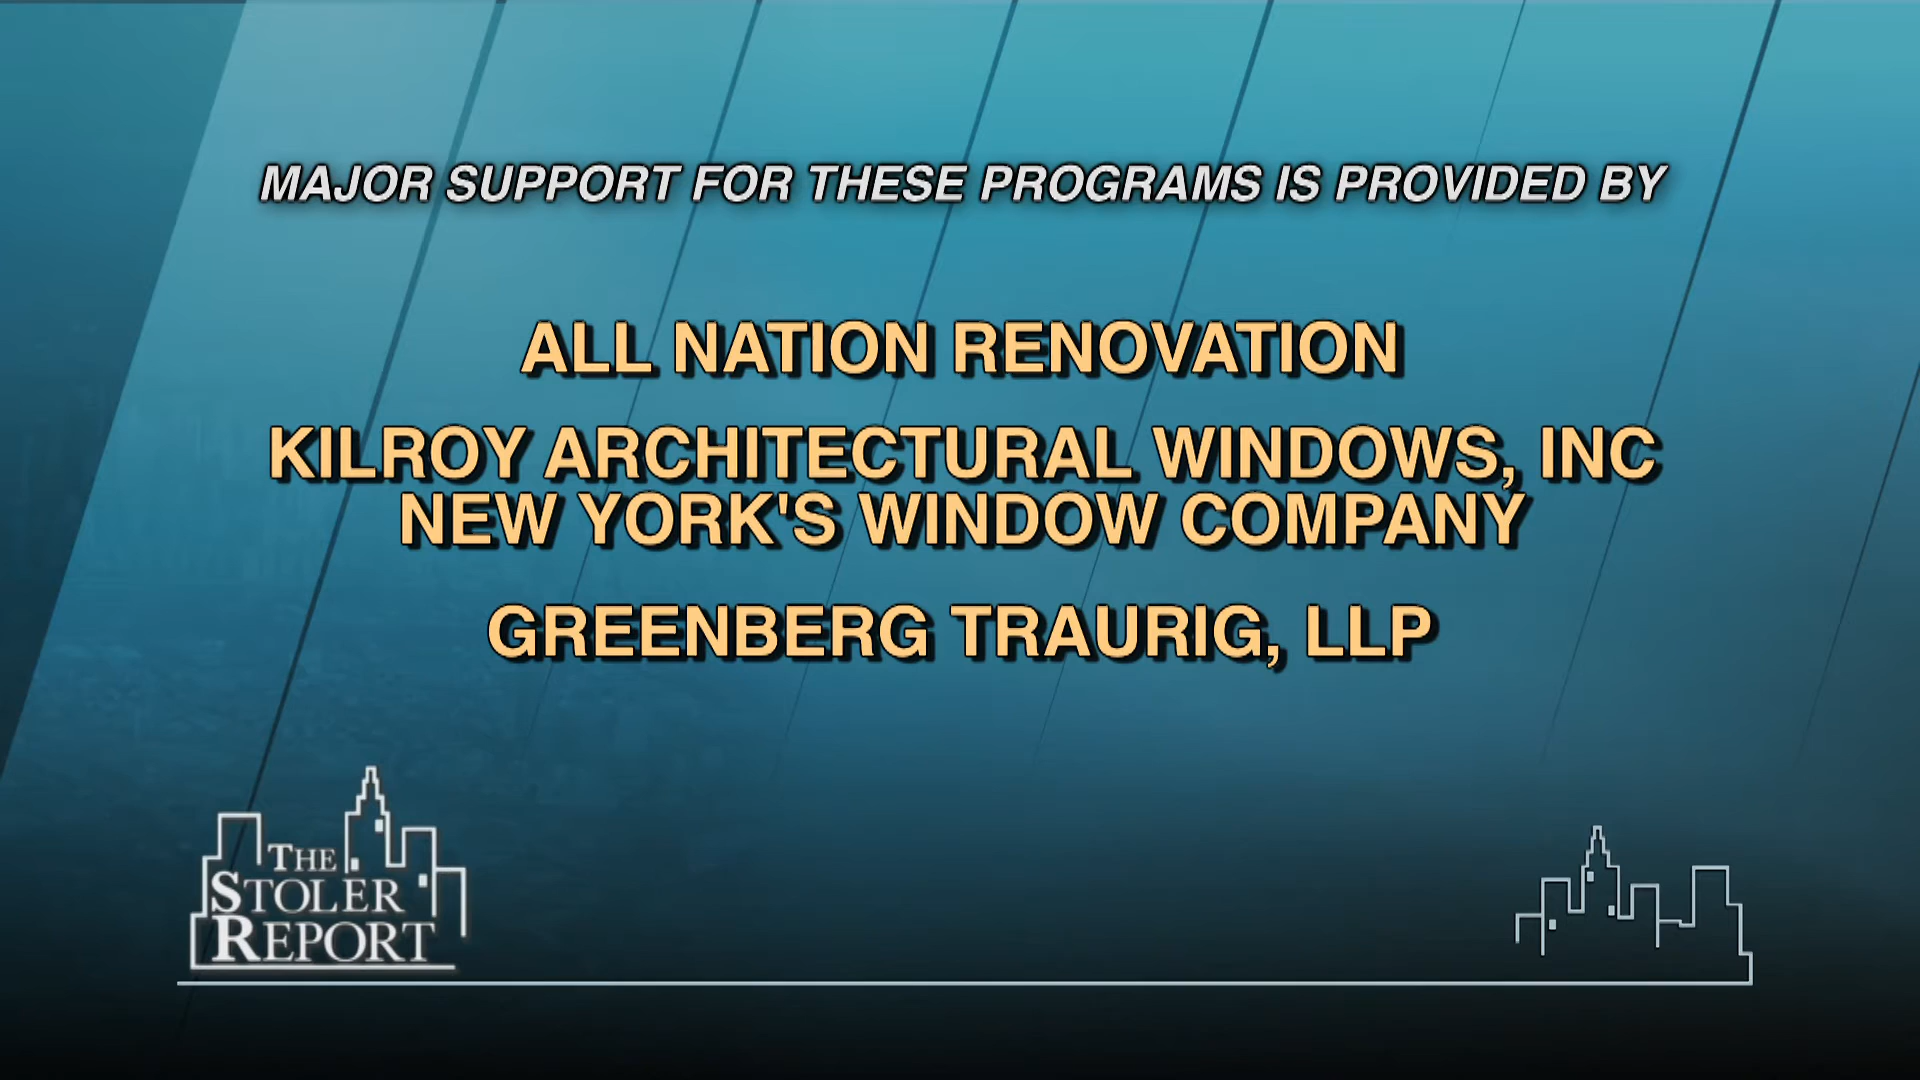 MAJOR SUPPORT FOR THESE PROGRAMS IS PROVIDED BY
ALL NATION RENOVATION
KILROY ARCHITECTURAL WINDOWS, INC
NEW YORK'S WINDOW COMPANY
GREENBERG TRAURIG, LLP
THE
STOLER
REPORT